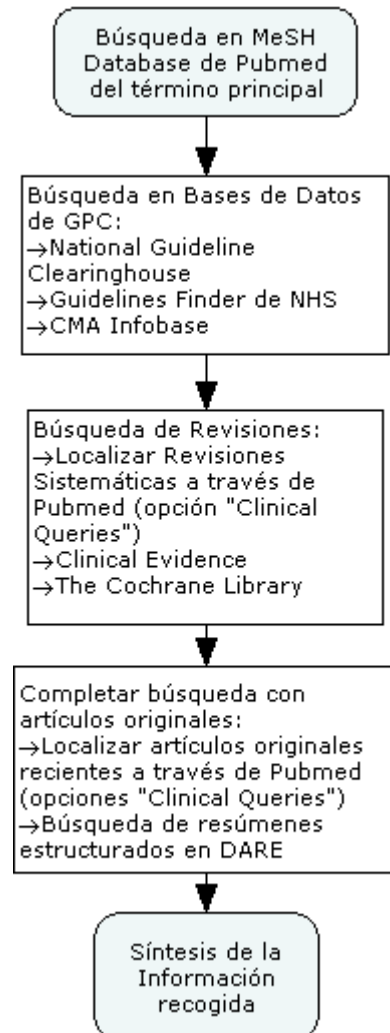 Búsqueda en MeSH
Database de Pubmed
del término principal
Búsqueda en Bases de Datos
de GPC:
→National Guideline
Clearinghouse
→Guidelines Finder de NHS
→CMA Infobase
Búsqueda de Revisiones:
→Localizar Revisiones
Sistemáticas a través de
Pubmed (opción "Clinical
Queries")
→Clinical Evidence
→The Cochrane Library
Completar búsqueda con
artículos originales:
→Localizar artículos originales
recientes a través de Pubmed
(opciones "Clinical Queries")
→Búsqueda de resúmenes
estructurados en DARE
Síntesis de la
Información
recogida